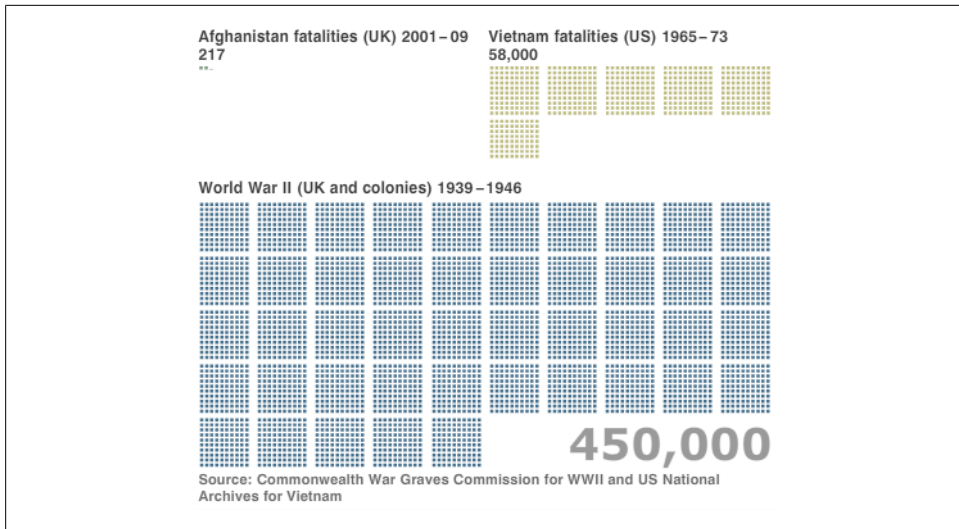 Afghanistan fatalities (UK) 2001–09
217
Vietnam fatalities (US) 1965–73
58,000
World War II (UK and colonies) 1939–1946
450,000
Source: Commonwealth War Graves Commission for WWII and US National
Archives for Vietnam